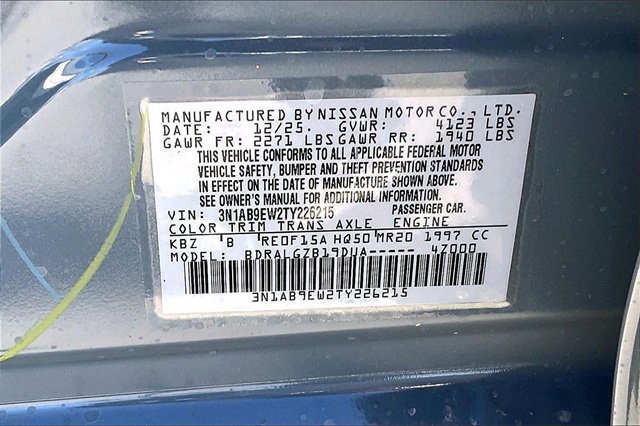 MANUFACTURED BY NISSAN MOTOR CO., LTD.
DATE: 12/25. GVWR: 4123 LBS
GAWR FR: 2271 LBS GAWR RR: 1940 LBS
THIS VEHICLE CONFORMS TO ALL APPLICABLE FEDERAL MOTOR
VEHICLE SAFETY, BUMPER AND THEFT PREVENTION STANDARDS
IN EFFECT ON THE DATE OF MANUFACTURE SHOWN ABOVE.
SEE OWNER'S MANUAL FOR ADDITIONAL INFORMATION.
VIN: 3N1AB9EW2TY226215 PASSENGER CAR.
COLOR TRIM TRANS AXLE ENGINE
KBZ B RE0F15A HQ50 MR20 1997 CC
MODEL: BDRALGZB19DUA----- 47000
3N1AB9EW2TY226215